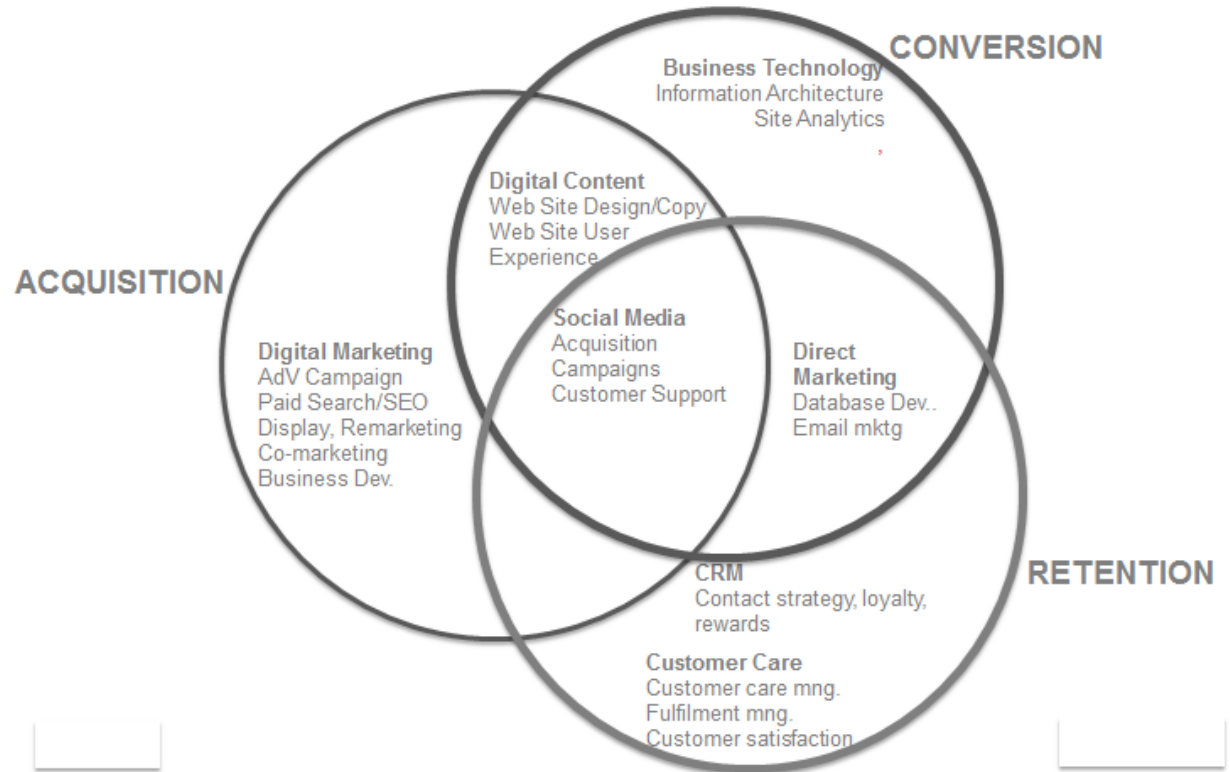 CONVERSION
Business Technology
Information Architecture
Site Analytics
,
Digital Content
Web Site Design/Copy
Web Site User
Experience
ACQUISITION
Social Media
Acquisition
Campaigns
Customer Support
Digital Marketing
AdV Campaign
Paid Search/SEO
Display, Remarketing
Co-marketing
Business Dev.
Direct
Marketing
Database Dev..
Email mktg
RETENTION
CRM
Contact strategy, loyalty,
rewards
Customer Care
Customer care mng.
Fulfilment mng.
Customer satisfaction